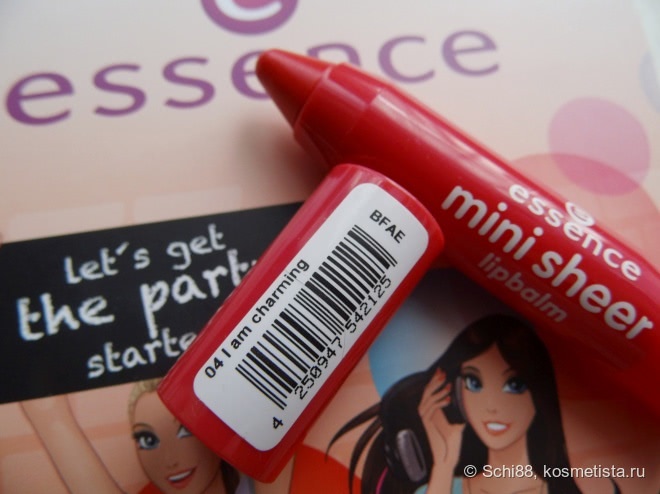 essence
let's get
the party
starte
BFAE
04 I am charming
4 250947 542125
essence
mini sheer
lipbalm
© Schi88, kosmetista.ru